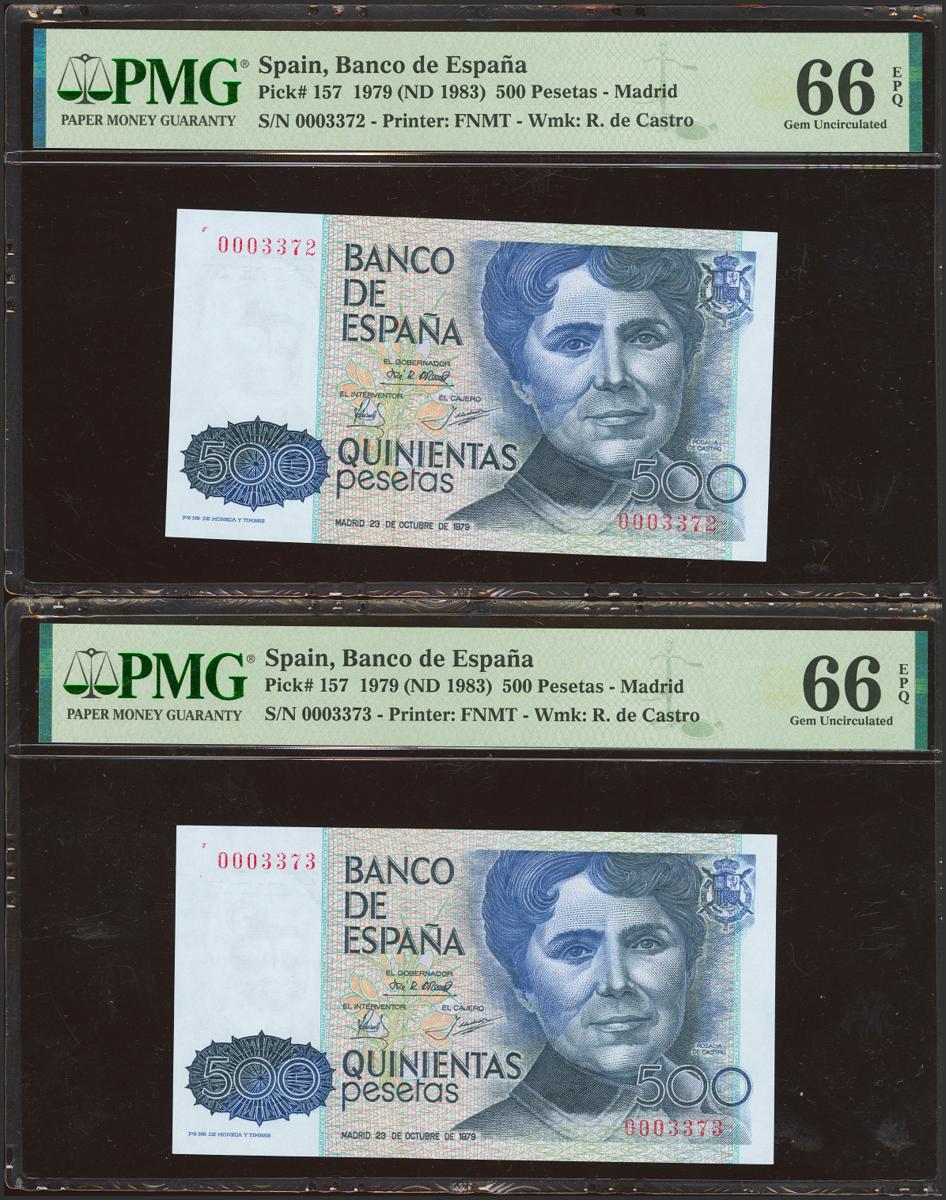 PMG®
PAPER MONEY GUARANTY
Spain, Banco de España
Pick# 157 1979 (ND 1983) 500 Pesetas - Madrid
S/N 0003372 - Printer: FNMT - Wmk: R. de Castro
66 EPQ
Gem Uncirculated
0003372
BANCO
DE
ESPAÑA
EL GOBERNADOR
EL INTERVENTOR EL CAJERO
ROSALIA
DE CASTRO
500
QUINIENTAS
pesetas
500
MADRID 23 DE OCTUBRE DE 1979
0003372
PMG®
PAPER MONEY GUARANTY
Spain, Banco de España
Pick# 157 1979 (ND 1983) 500 Pesetas - Madrid
S/N 0003373 - Printer: FNMT - Wmk: R. de Castro
66 EPQ
Gem Uncirculated
0003373
BANCO
DE
ESPAÑA
EL GOBERNADOR
EL INTERVENTOR EL CAJERO
ROSALIA
DE CASTRO
500
QUINIENTAS
pesetas
500
MADRID 23 DE OCTUBRE DE 1979
0003373